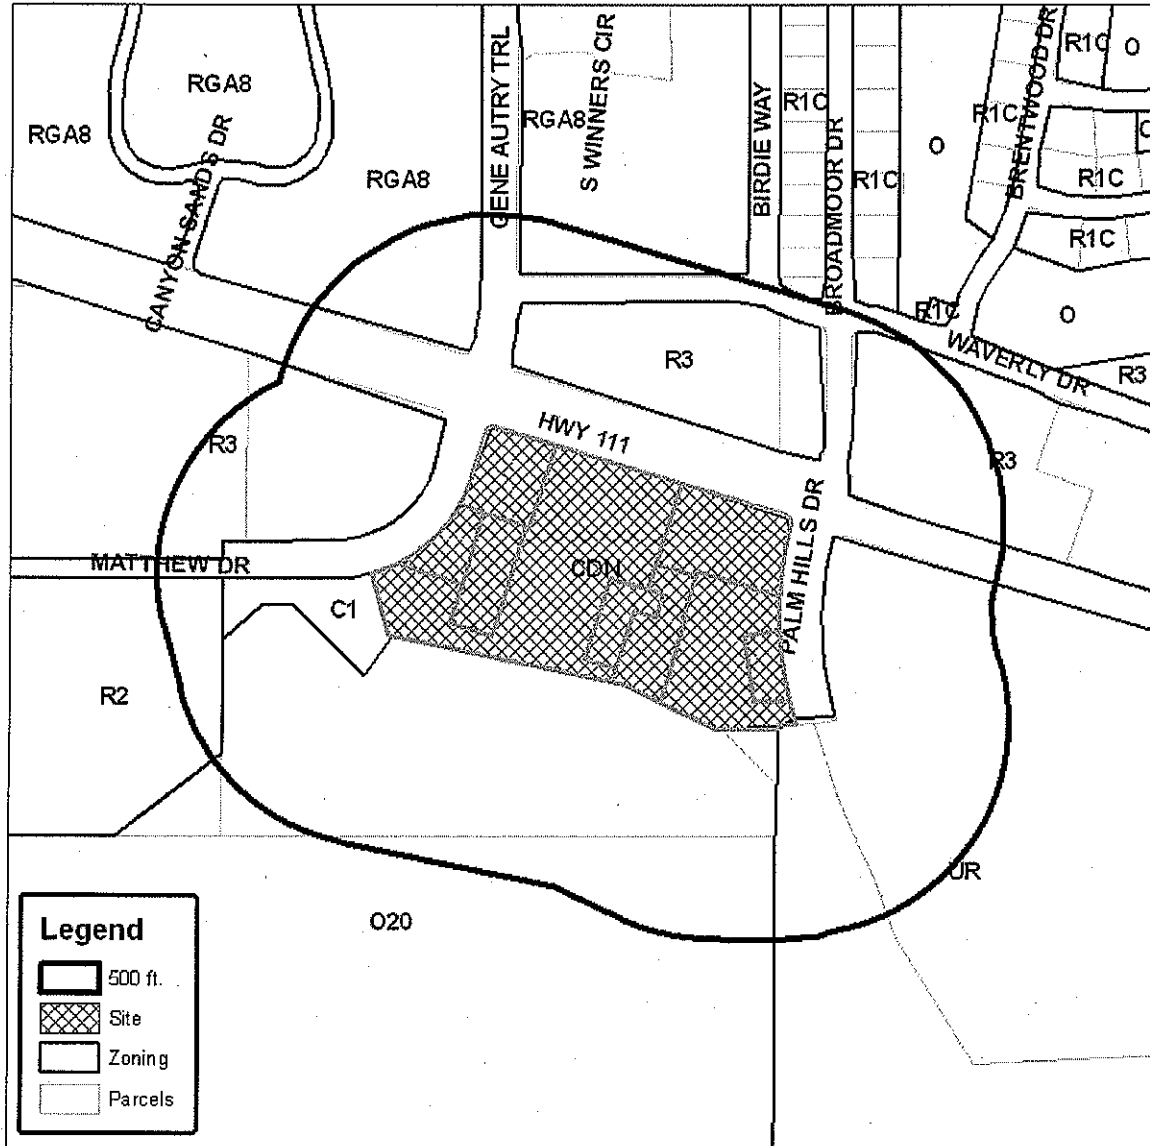 RGA8
RGA8
RGA8
RGA8
CANYON SANDS DR
GENE AUTRY TRL
S WINNERS CIR
BIRDIE WAY
R1C
BROADMOOR DR
R1C
O
R1C
BRENTWOOD DR
R1C
O
R1C
R1C
R1C
O
WAVERLY DR
R3
R3
HWY 111
R3
R3
MATTHEW DR
CDN
PALM HILLS DR
C1
R2
UR
O20
Legend
500 ft.
Site
Zoning
Parcels